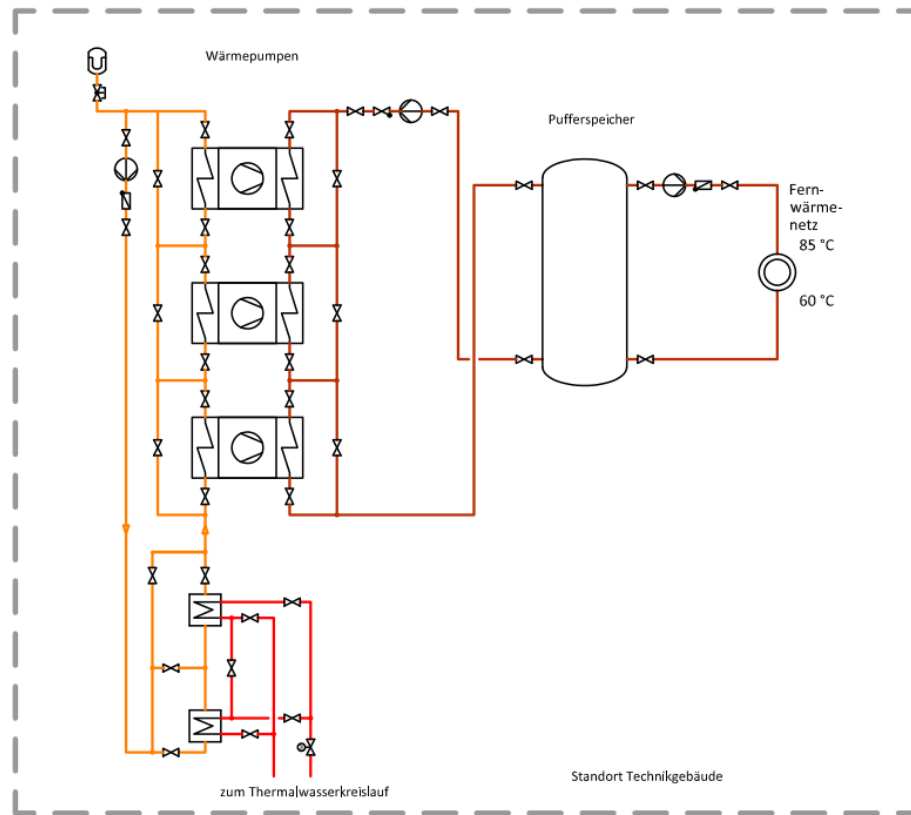 Wärmepumpen
Pufferspeicher
Fern-
wärme-
netz
85 °C
60 °C
zum Thermalwasserkreislauf
Standort Technikgebäude